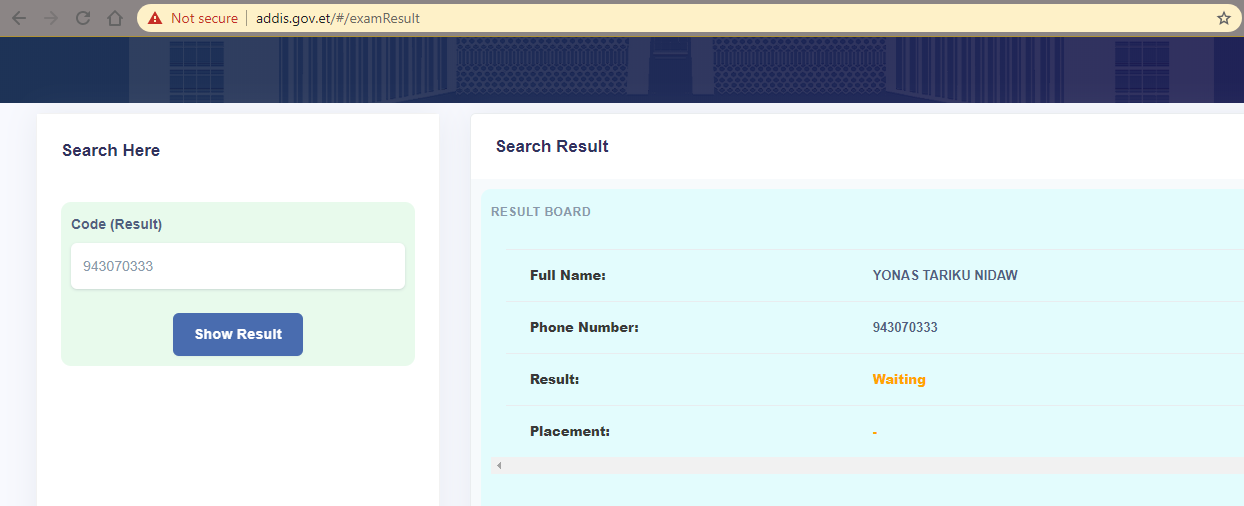 Not secure addis.gov.et/#/examResult
Search Here
Code (Result)
943070333
Show Result
Search Result
RESULT BOARD
Full Name: YONAS TARIKU NIDAW
Phone Number: 943070333
Result: Waiting
Placement: -